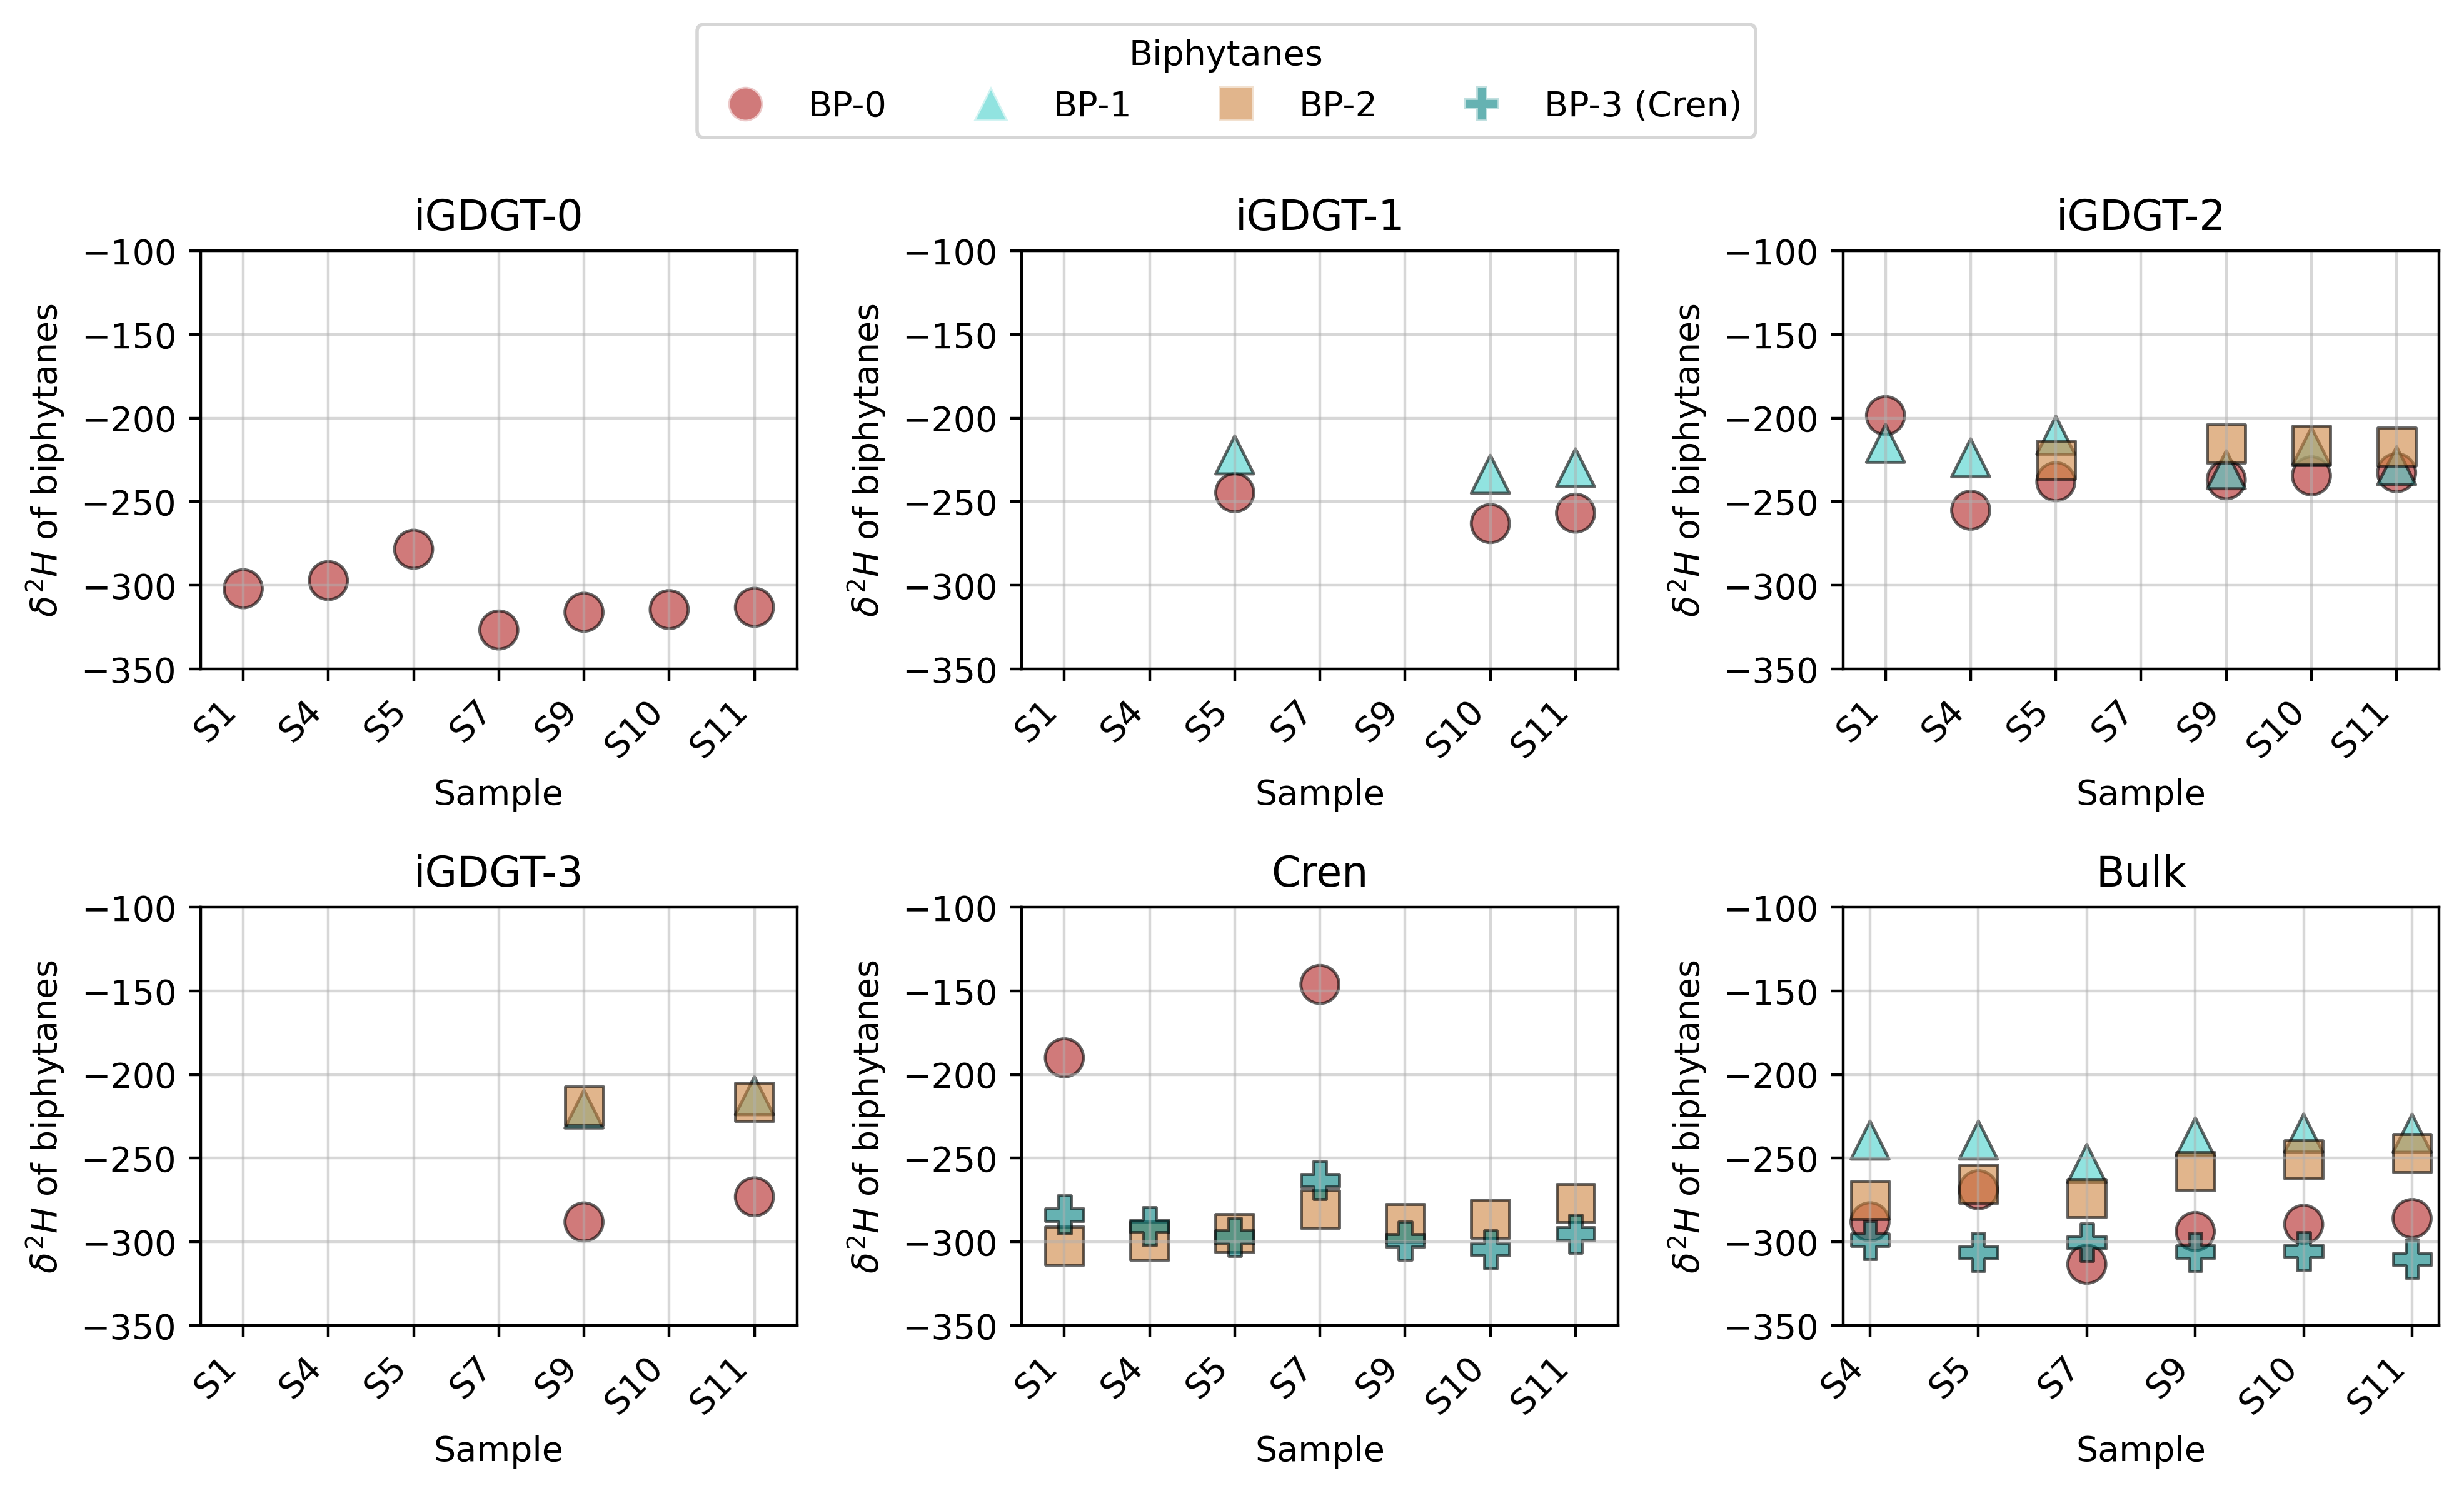 Biphytanes
BP-0 BP-1 BP-2 BP-3 (Cren)
iGDGT-0
−100
−150
−200
−250
−300
−350
δ²H of biphytanes
S1 S4 S5 S7 S9 S10 S11
Sample
iGDGT-1
−100
−150
−200
−250
−300
−350
δ²H of biphytanes
S1 S4 S5 S7 S9 S10 S11
Sample
iGDGT-2
−100
−150
−200
−250
−300
−350
δ²H of biphytanes
S1 S4 S5 S7 S9 S10 S11
Sample
iGDGT-3
−100
−150
−200
−250
−300
−350
δ²H of biphytanes
S1 S4 S5 S7 S9 S10 S11
Sample
Cren
−100
−150
−200
−250
−300
−350
δ²H of biphytanes
S1 S4 S5 S7 S9 S10 S11
Sample
Bulk
−100
−150
−200
−250
−300
−350
δ²H of biphytanes
S4 S5 S7 S9 S10 S11
Sample